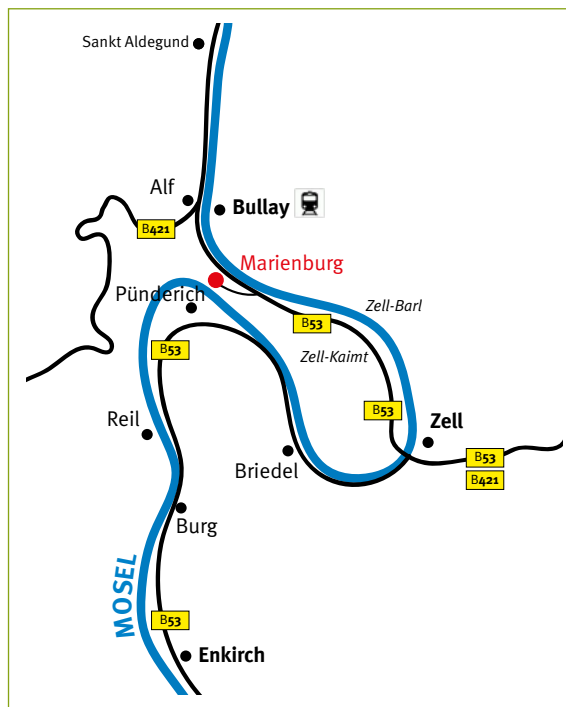 Sankt Aldegund
Alf
Bullay
B421
Marienburg
Pünderich
Zell-Barl
B53
Zell-Kaimt
B53
B53
Reil
Zell
Briedel
B53
B421
Burg
MOSEL
B53
Enkirch